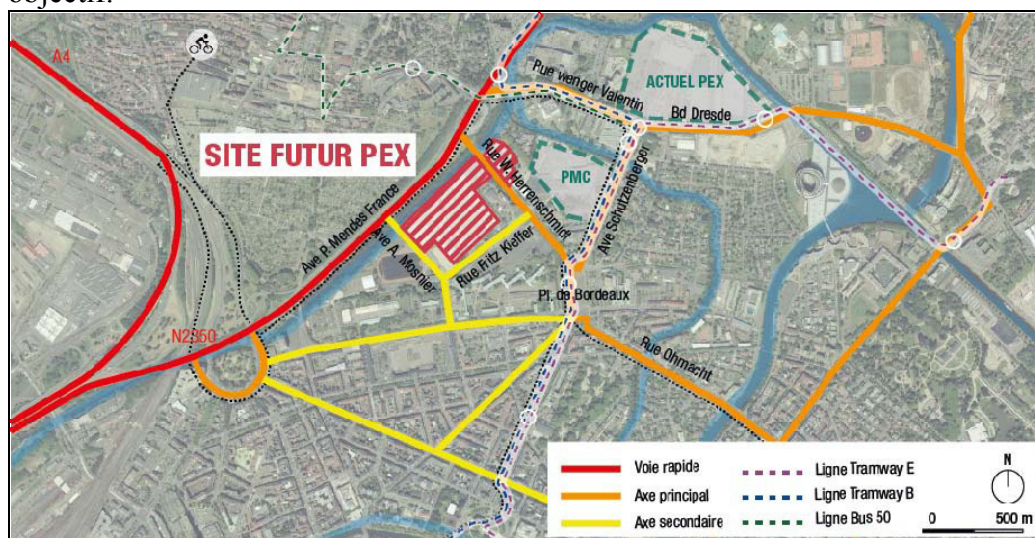 objectif.
A4
Rue wenger Valentin
ACTUEL PEX
Bd Dresde
SITE FUTUR PEX
Rue W. Herrenschmidt
PMC
Ave Schutzenberger
Ave P. Mendes France
Ave A. Mosnier
Rue Fritz Kieffer
Pl. de Bordeaux
N2350
Rue Ohmacht
Voie rapide
Axe principal
Axe secondaire
Ligne Tramway E
Ligne Tramway B
Ligne Bus 50
N
0 500 m